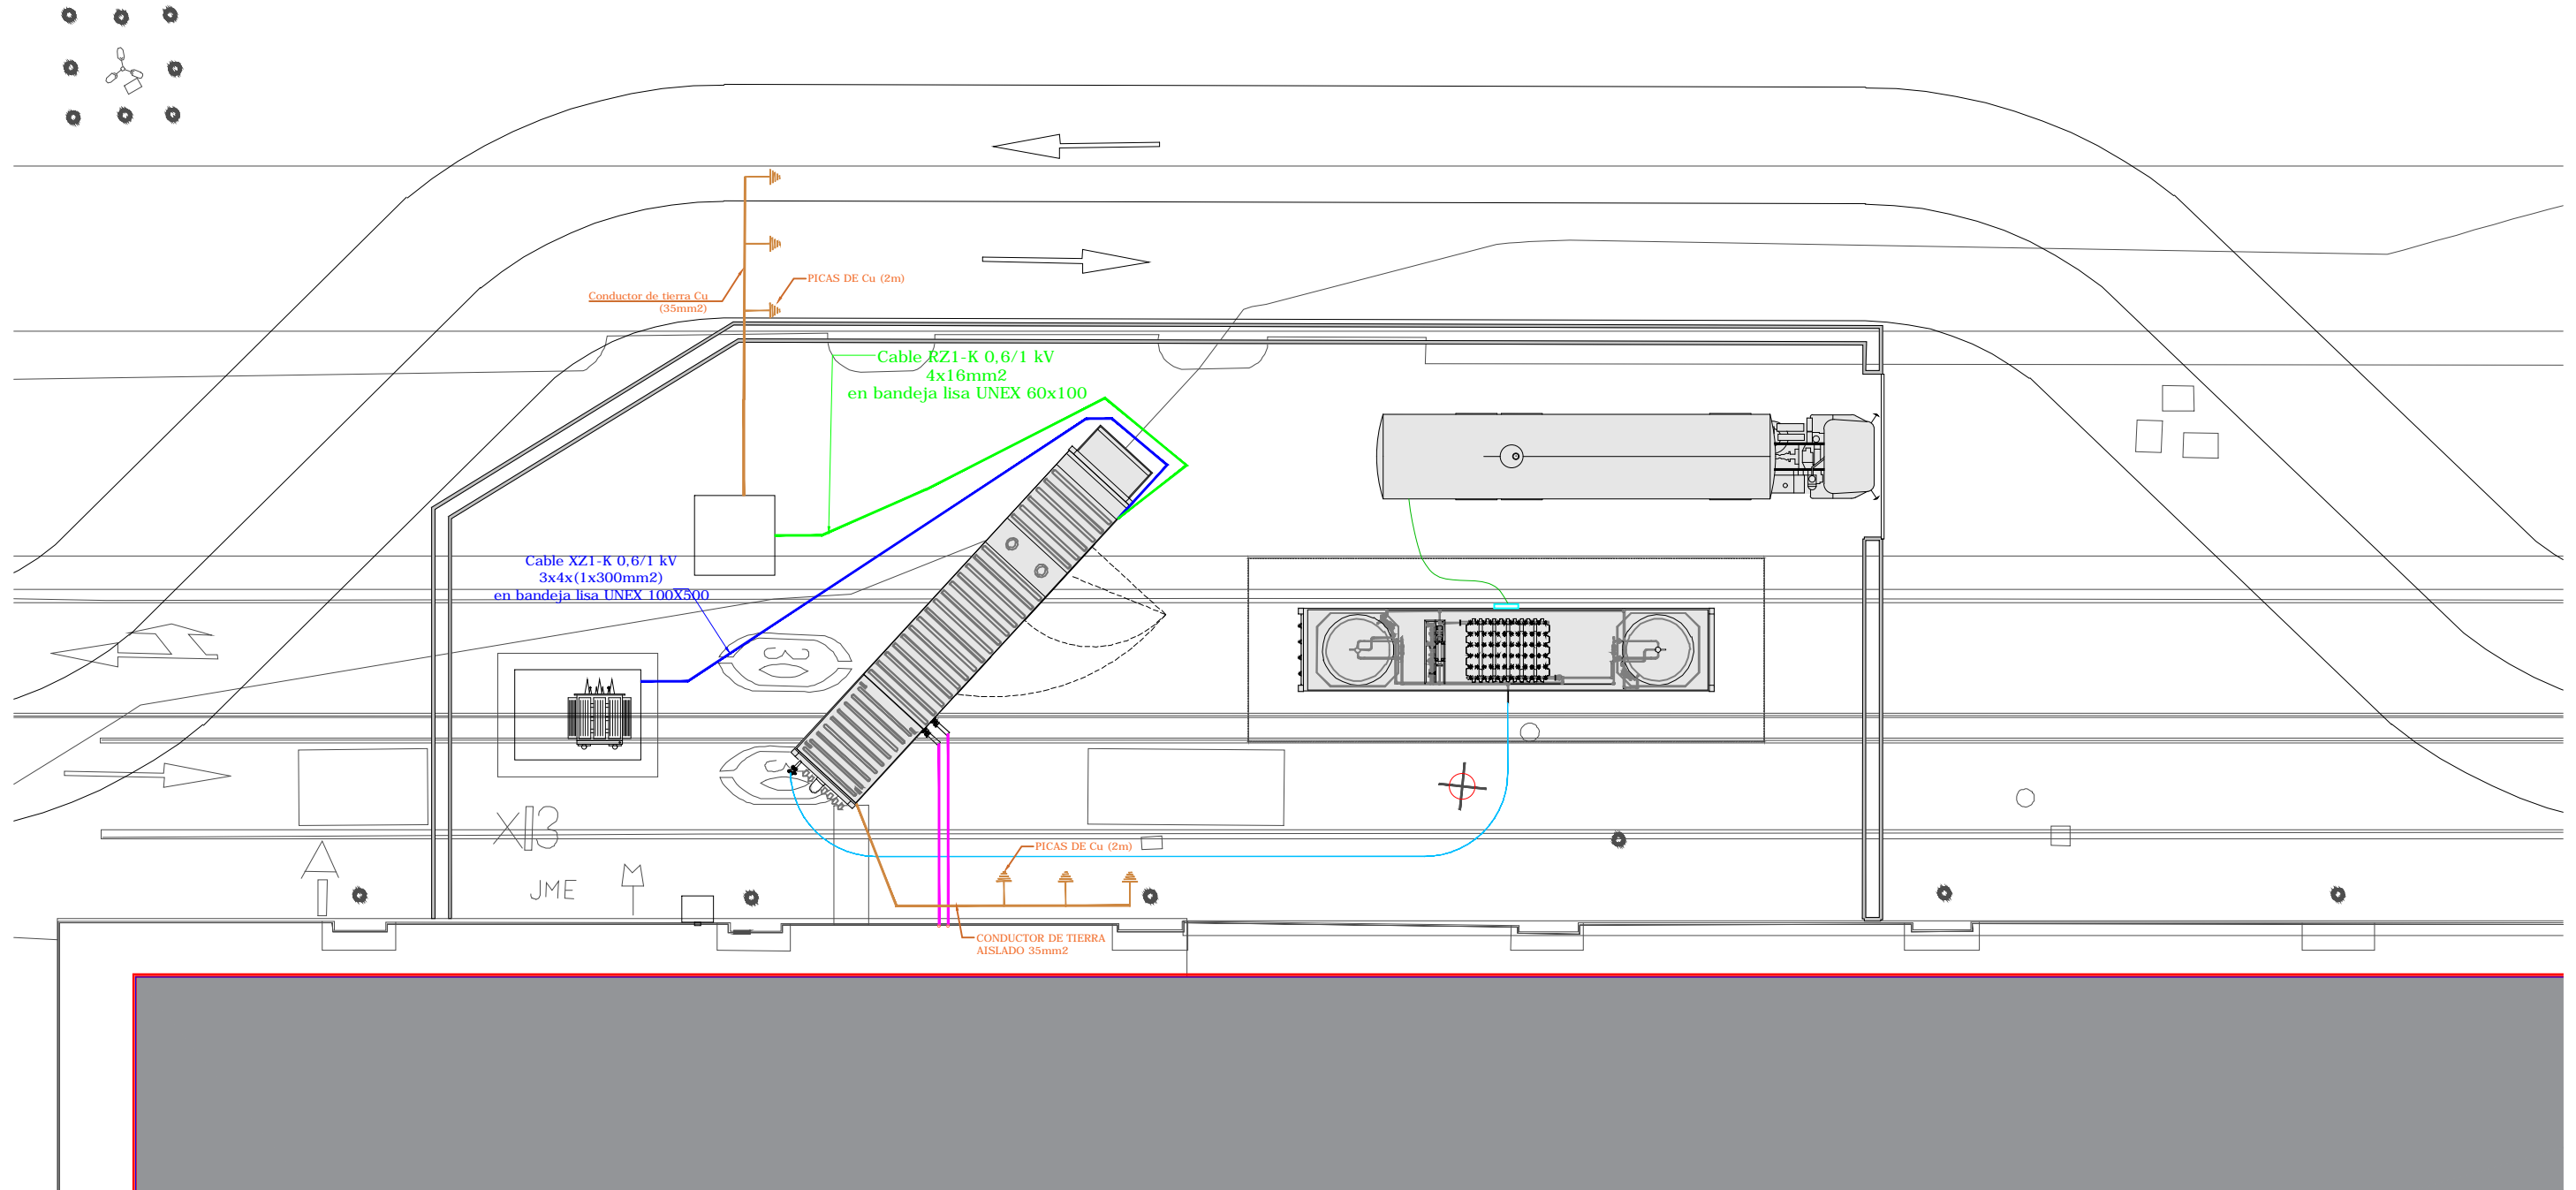 PICAS DE Cu (2m)
Conductor de tierra Cu
(35mm2)
Cable RZ1-K 0,6/1 kV
4x16mm2
en bandeja lisa UNEX 60x100
Cable XZ1-K 0,6/1 kV
3x4x(1x300mm2)
en bandeja lisa UNEX 100X500
30
30
JME
PICAS DE Cu (2m)
CONDUCTOR DE TIERRA
AISLADO 35mm2